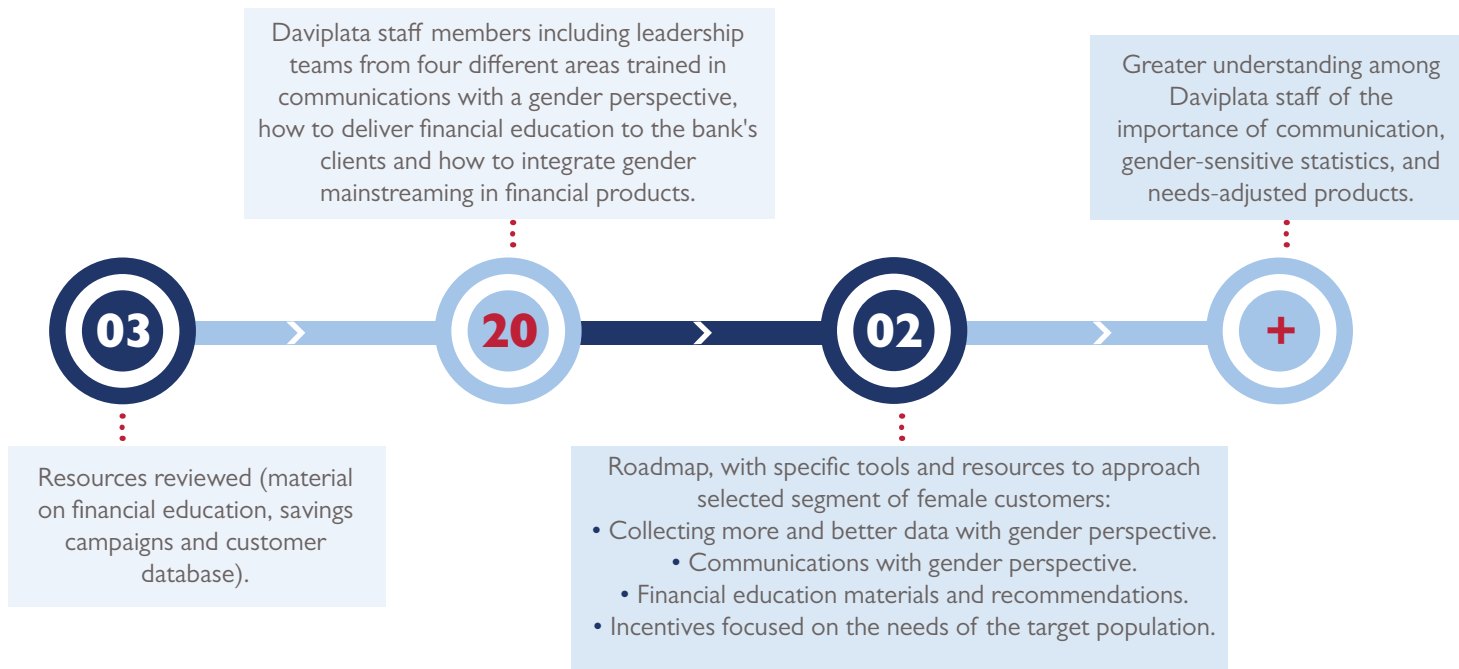 Daviplata staff members including leadership
teams from four different areas trained in
communications with a gender perspective,
how to deliver financial education to the bank's
clients and how to integrate gender
mainstreaming in financial products.
Greater understanding among
Daviplata staff of the
importance of communication,
gender-sensitive statistics, and
needs-adjusted products.
03
20
02
+
Resources reviewed (material
on financial education, savings
campaigns and customer
database).
Roadmap, with specific tools and resources to approach
selected segment of female customers:
• Collecting more and better data with gender perspective.
• Communications with gender perspective.
• Financial education materials and recommendations.
• Incentives focused on the needs of the target population.